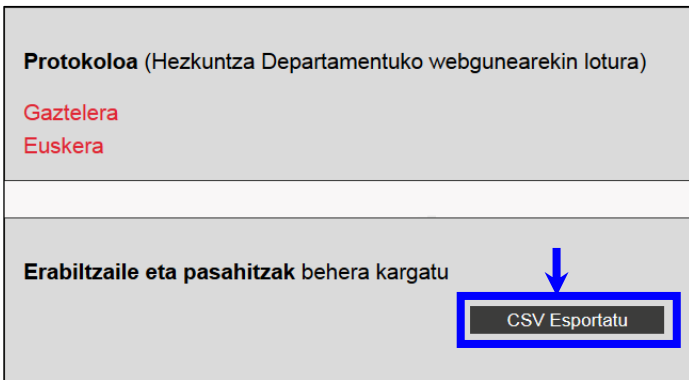 Protokoloa (Hezkuntza Departamentuko webgunearekin lotura)
Gaztelera
Euskera
Erabiltzaile eta pasahitzak behera kargatu
CSV Esportatu